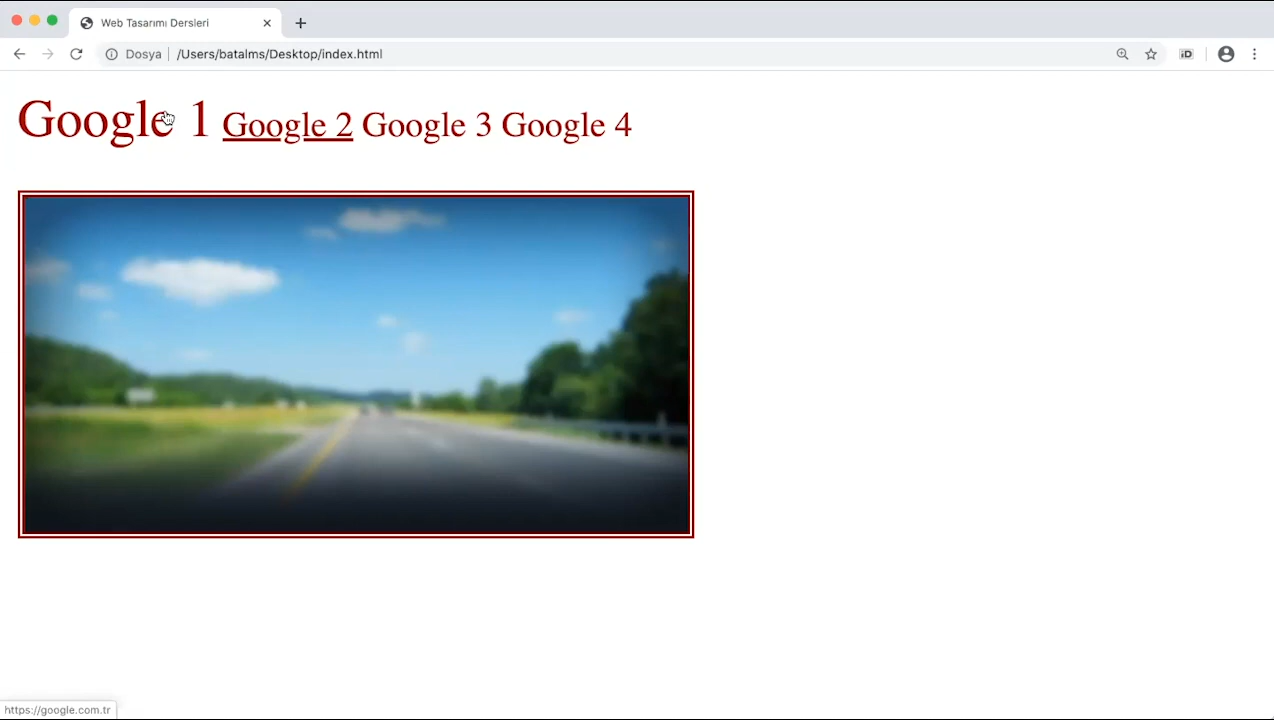 Web Tasarımı Dersleri
Dosya /Users/batalms/Desktop/index.html
iD
Google 1 Google 2 Google 3 Google 4
https://google.com.tr